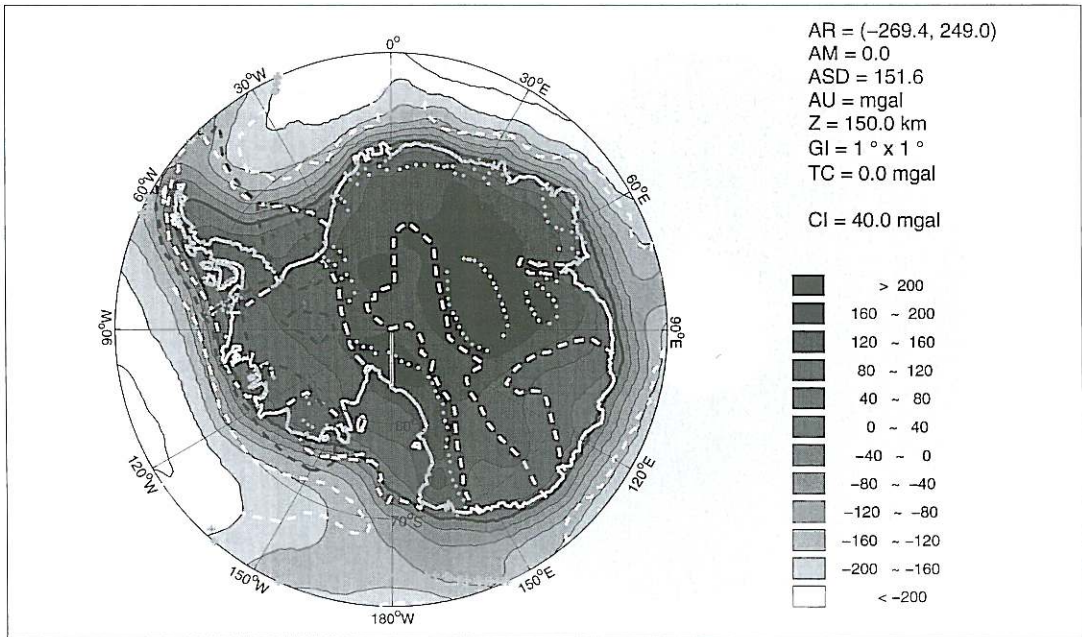 0°
30°E
60°E
90°E
120°E
150°E
180°W
150°W
120°W
90°W
60°W
30°W
80°
70°S
AR = (−269.4, 249.0)
AM = 0.0
ASD = 151.6
AU = mgal
Z = 150.0 km
GI = 1 ° x 1 °
TC = 0.0 mgal
CI = 40.0 mgal
> 200
160 ~ 200
120 ~ 160
80 ~ 120
40 ~ 80
0 ~ 40
−40 ~ 0
−80 ~ −40
−120 ~ −80
−160 ~ −120
−200 ~ −160
< −200